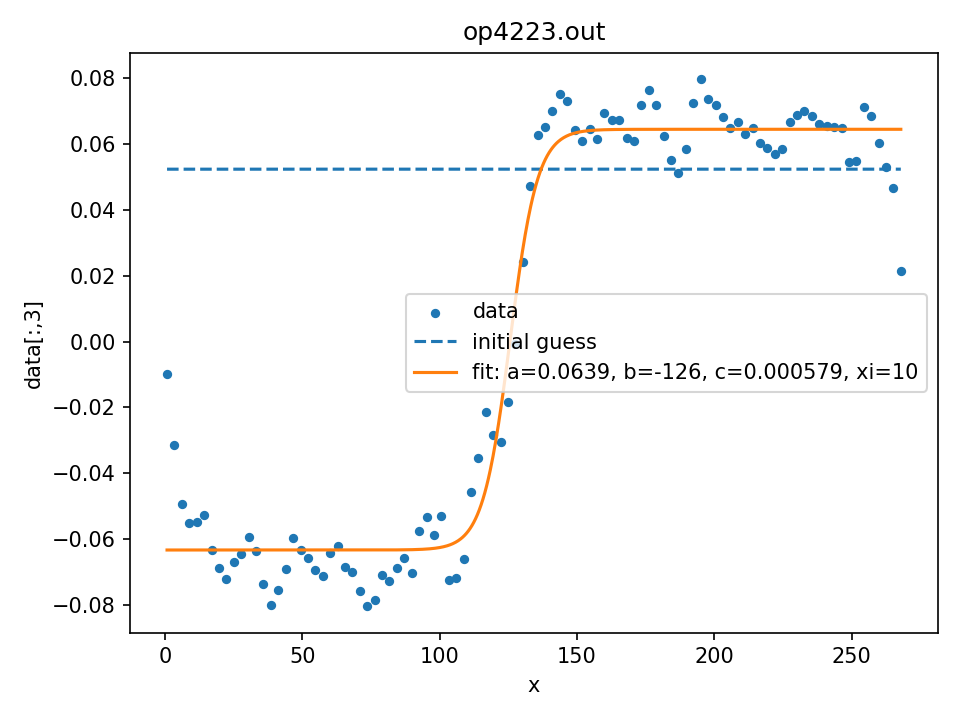 op4223.out
0.08
0.06
0.04
0.02
0.00
−0.02
−0.04
−0.06
−0.08
data[:,3]
data
initial guess
fit: a=0.0639, b=-126, c=0.000579, xi=10
0 50 100 150 200 250
x